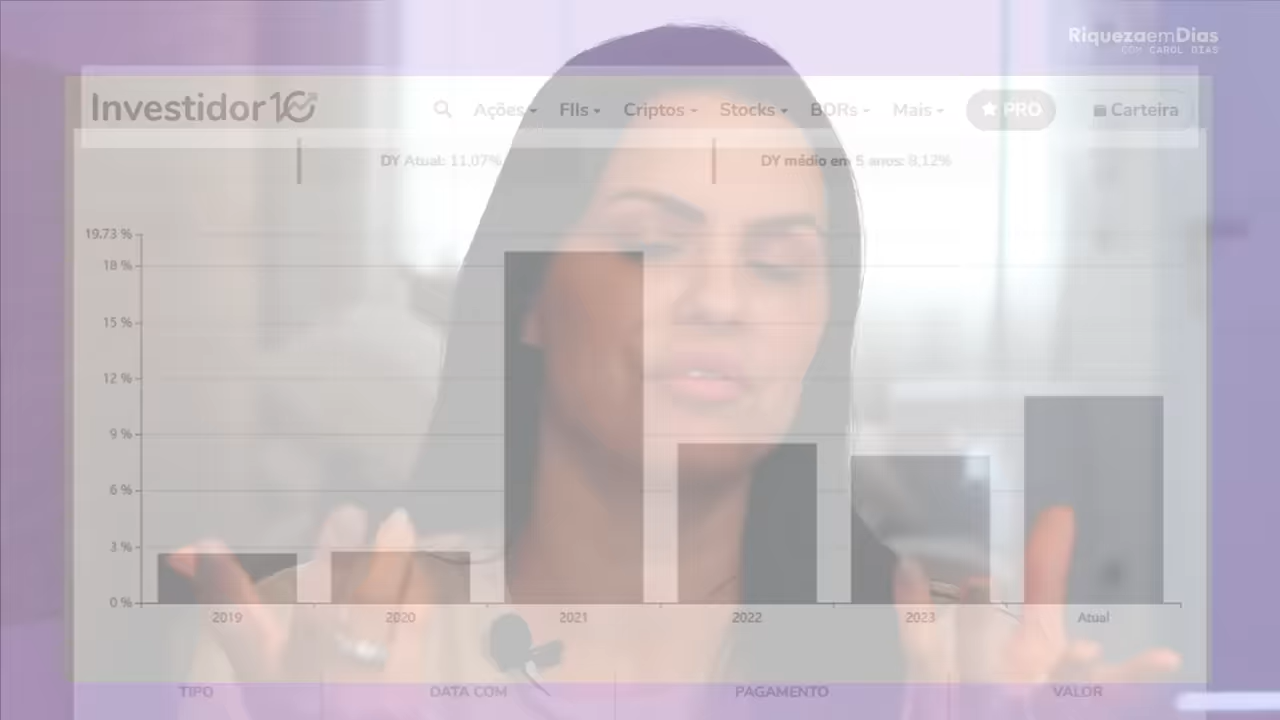 RiquezaemDias
COM CAROL DIAS
Investidor10
Ações FIIs Criptos Stocks BDRs Mais PRO Carteira
DY Atual: 11,07% DY médio em 5 anos: 8,12%
19.73 %
18 %
15 %
12 %
9 %
6 %
3 %
0 %
2019 2020 2021 2022 2023 Atual
TIPO DATA COM PAGAMENTO VALOR